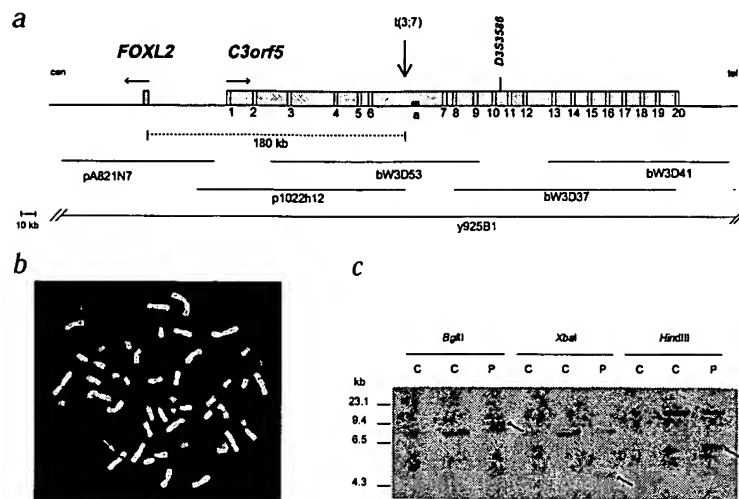 a
t(3;7)
D3S3586
FOXL2
C3orf5
cen
tel
1 2 3 4 5 6 a 7 8 9 10 11 12 13 14 15 16 17 18 19 20
180 kb
pA821N7
bW3D53
bW3D41
p1022h12
bW3D37
10 kb
y925B1
b
c
BglII XbaI HindIII
C C P C C P C C P
kb
23.1
9.4
6.5
4.3